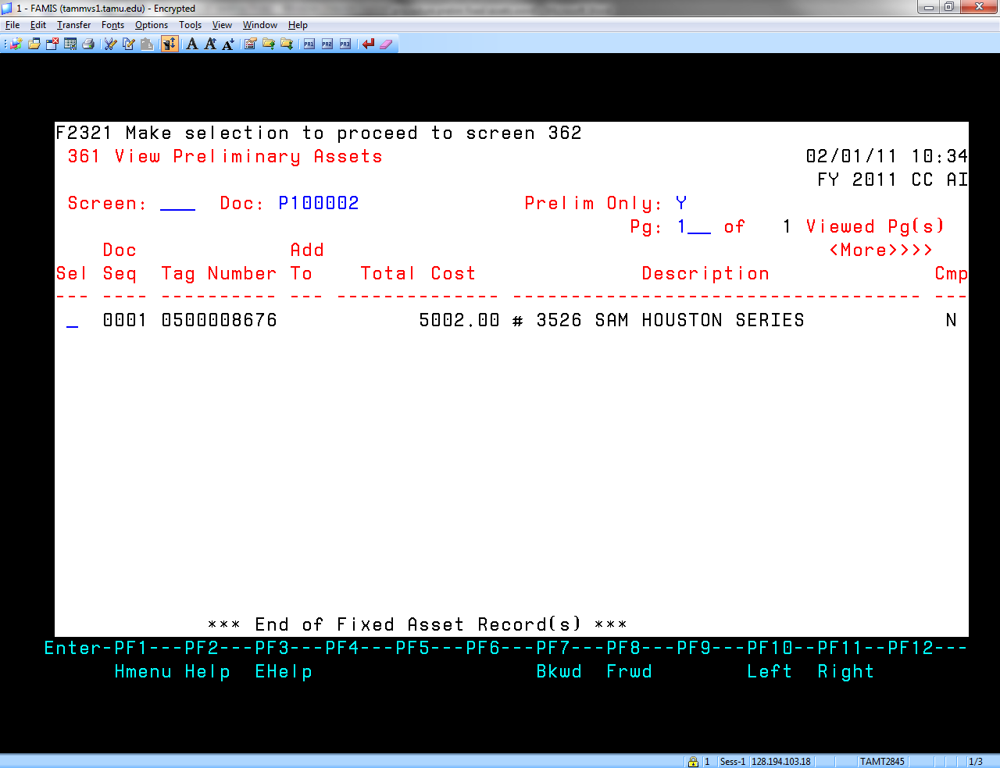 1 - FAMIS (tammvs1.tamu.edu) - Encrypted
File Edit Transfer Fonts Options Tools View Window Help
PA1 PA2 PA3
F2321 Make selection to proceed to screen 362
361 View Preliminary Assets 02/01/11 10:34
FY 2011 CC AI
Screen: ___ Doc: P100002 Prelim Only: Y
Pg: 1__ of 1 Viewed Pg(s)
Doc Add <More>>>>
Sel Seq Tag Number To Total Cost Description Cmp
--- ---- ---------- --- -------------- ----------------------------------- ---
_ 0001 0500008676 5002.00 # 3526 SAM HOUSTON SERIES N
*** End of Fixed Asset Record(s) ***
Enter-PF1---PF2---PF3---PF4---PF5---PF6---PF7---PF8---PF9---PF10--PF11--PF12---
Hmenu Help EHelp Bkwd Frwd Left Right
1 Sess-1 128.194.103.18 TAMT2845 1/3